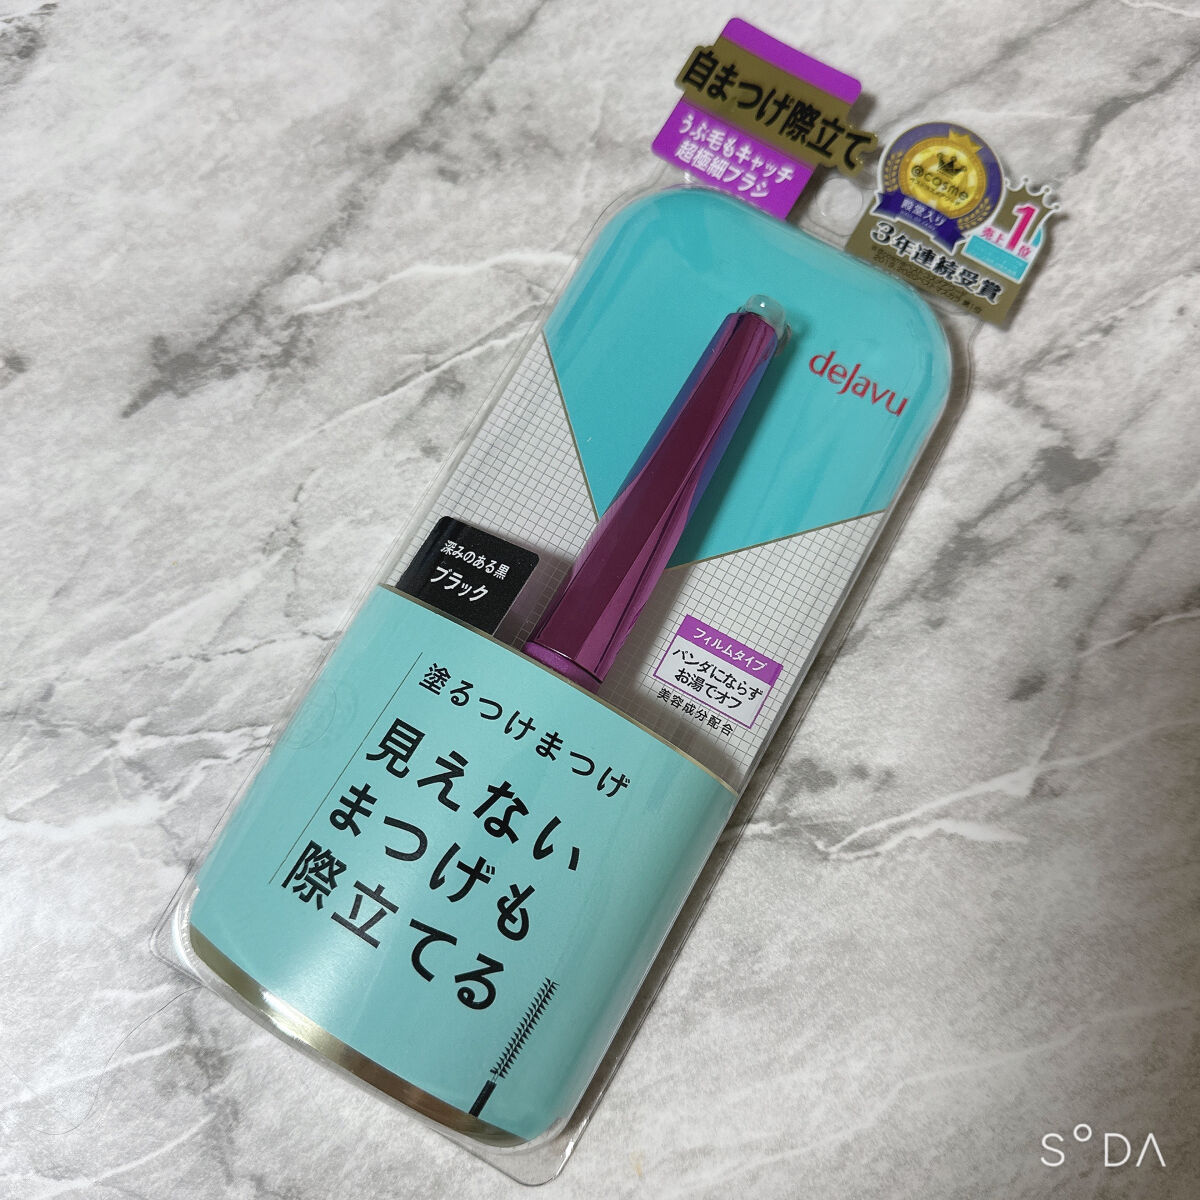 自まつげ際立て
うぶ毛もキャッチ
超極細ブラシ
@cosme
殿堂入り
3年連続受賞
売上
1位
dejavu
深みのある黒
ブラック
フィルムタイプ
パンダにならず
お湯でオフ
美容成分配合
塗るつけまつげ
見えない
まつげも
際立てる
SODA